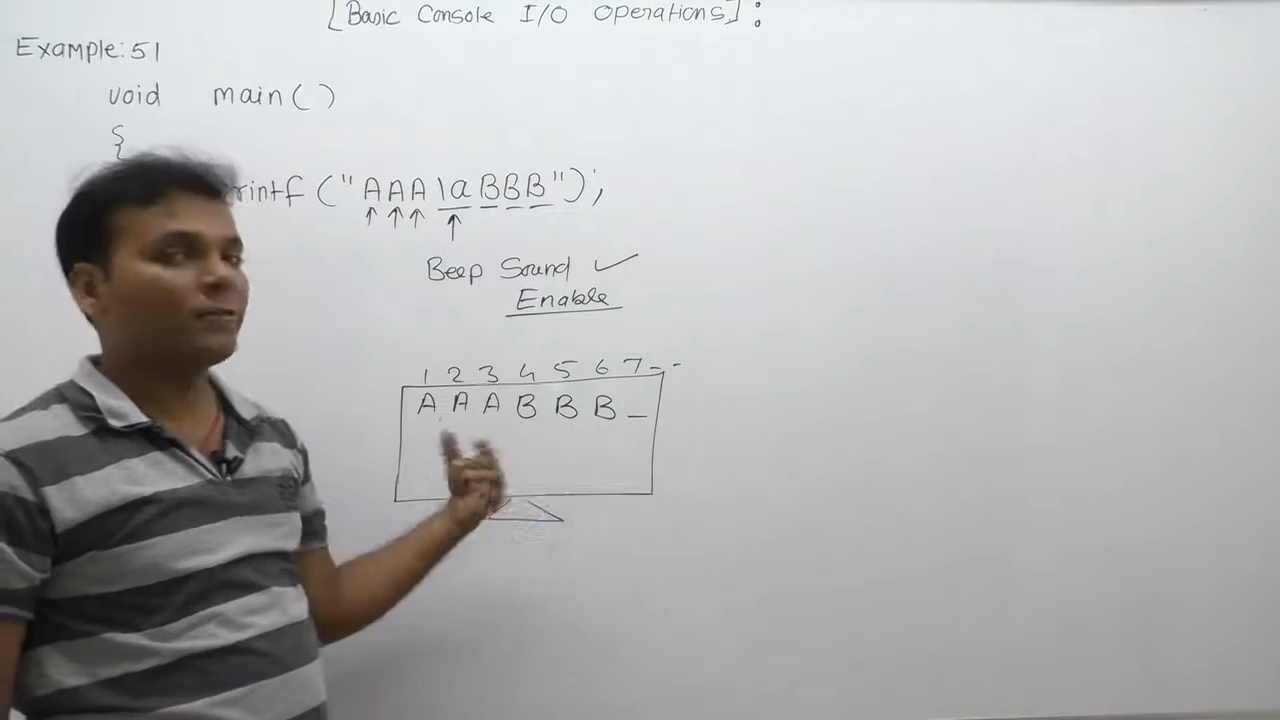 [Basic Console I/O Operations]:
Example:51
void main( )
{
rintf ("AAA\aBBB");
Beep Sound ✓
Enable
1 2 3 4 5 6 7 - -
A A A B B B _